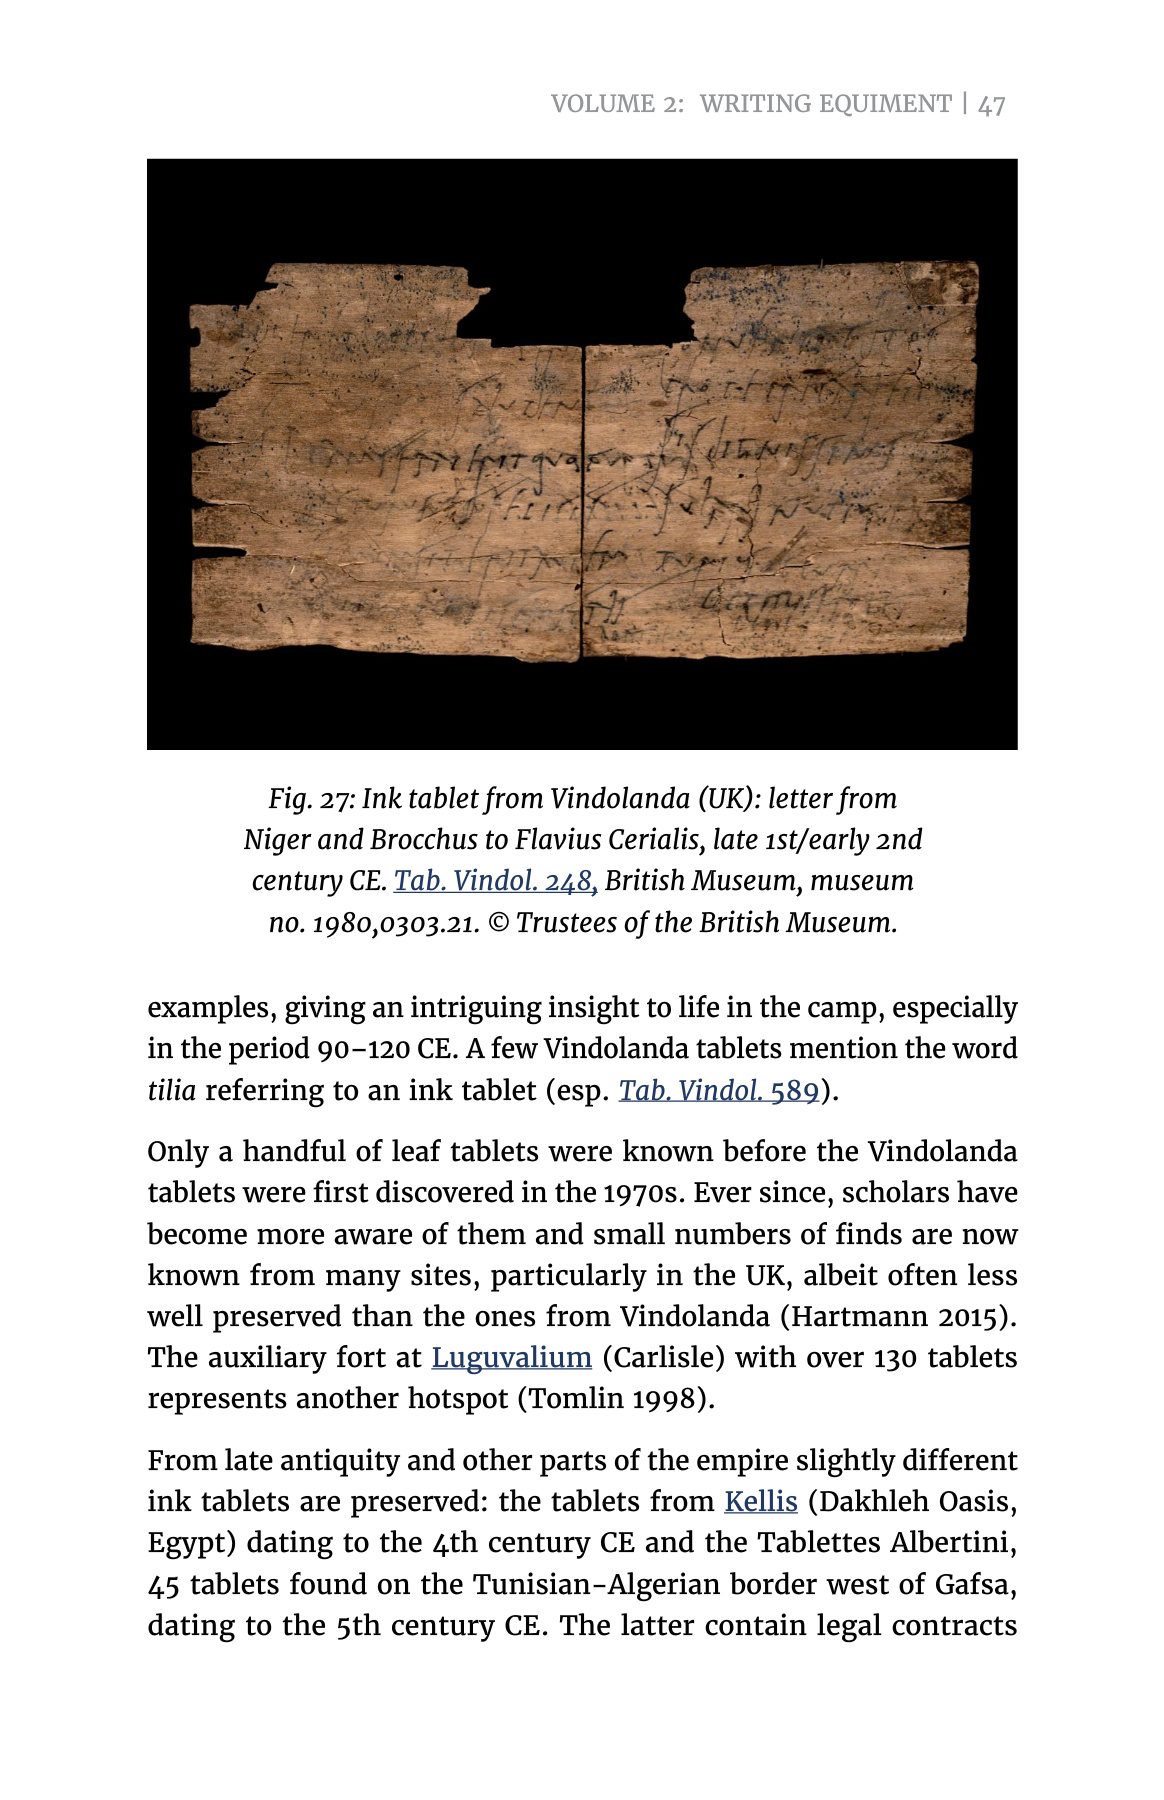 VOLUME 2: WRITING EQUIMENT | 47
Fig. 27: Ink tablet from Vindolanda (UK): letter from
Niger and Brocchus to Flavius Cerialis, late 1st/early 2nd
century CE. Tab. Vindol. 248, British Museum, museum
no. 1980,0303.21. © Trustees of the British Museum.
examples, giving an intriguing insight to life in the camp, especially
in the period 90–120 CE. A few Vindolanda tablets mention the word
tilia referring to an ink tablet (esp. Tab. Vindol. 589).
Only a handful of leaf tablets were known before the Vindolanda
tablets were first discovered in the 1970s. Ever since, scholars have
become more aware of them and small numbers of finds are now
known from many sites, particularly in the UK, albeit often less
well preserved than the ones from Vindolanda (Hartmann 2015).
The auxiliary fort at Luguvalium (Carlisle) with over 130 tablets
represents another hotspot (Tomlin 1998).
From late antiquity and other parts of the empire slightly different
ink tablets are preserved: the tablets from Kellis (Dakhleh Oasis,
Egypt) dating to the 4th century CE and the Tablettes Albertini,
45 tablets found on the Tunisian–Algerian border west of Gafsa,
dating to the 5th century CE. The latter contain legal contracts